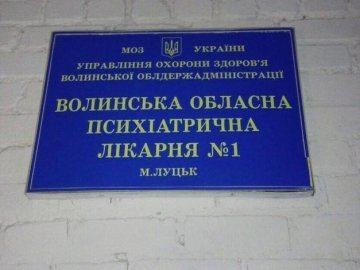 МОЗ УКРАЇНИ
УПРАВЛІННЯ ОХОРОНИ ЗДОРОВ'Я
ВОЛИНСЬКОЇ ОБЛДЕРЖАДМІНІСТРАЦІЇ
ВОЛИНСЬКА ОБЛАСНА
ПСИХІАТРИЧНА
ЛІКАРНЯ №1
М.ЛУЦЬК